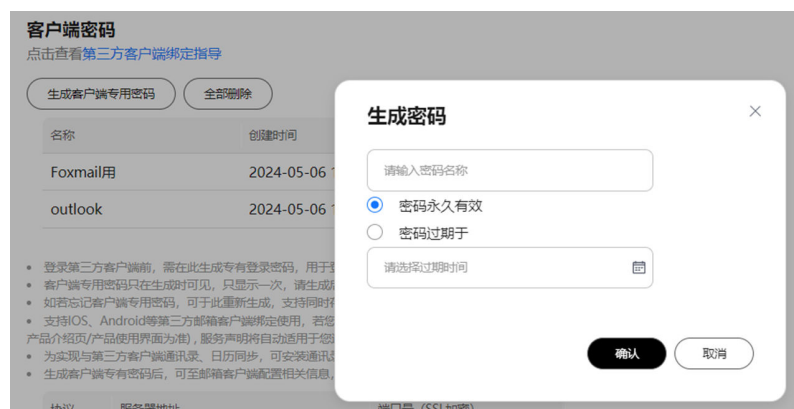 客户端密码
点击查看第三方客户端绑定指导
生成客户端专用密码 全部删除
名称 创建时间
Foxmail用 2024-05-06
outlook 2024-05-06
登录第三方客户端前，需在此生成专有登录密码，用于
客户端专用密码只在生成时可见，只显示一次，请生成
如若忘记客户端专用密码，可于此重新生成，支持同时
支持IOS、Android等第三方邮箱客户端绑定使用，若您
产品介绍页/产品使用界面为准)，服务声明将自动适用于您
为实现与第三方客户端通讯录、日历同步，可安装通讯
生成客户端专有密码后，可至邮箱客户端配置相关信息，
协议 服务器地址 端口号（SSL加密）
生成密码
请输入密码名称
密码永久有效
密码过期于
请选择过期时间
确认 取消